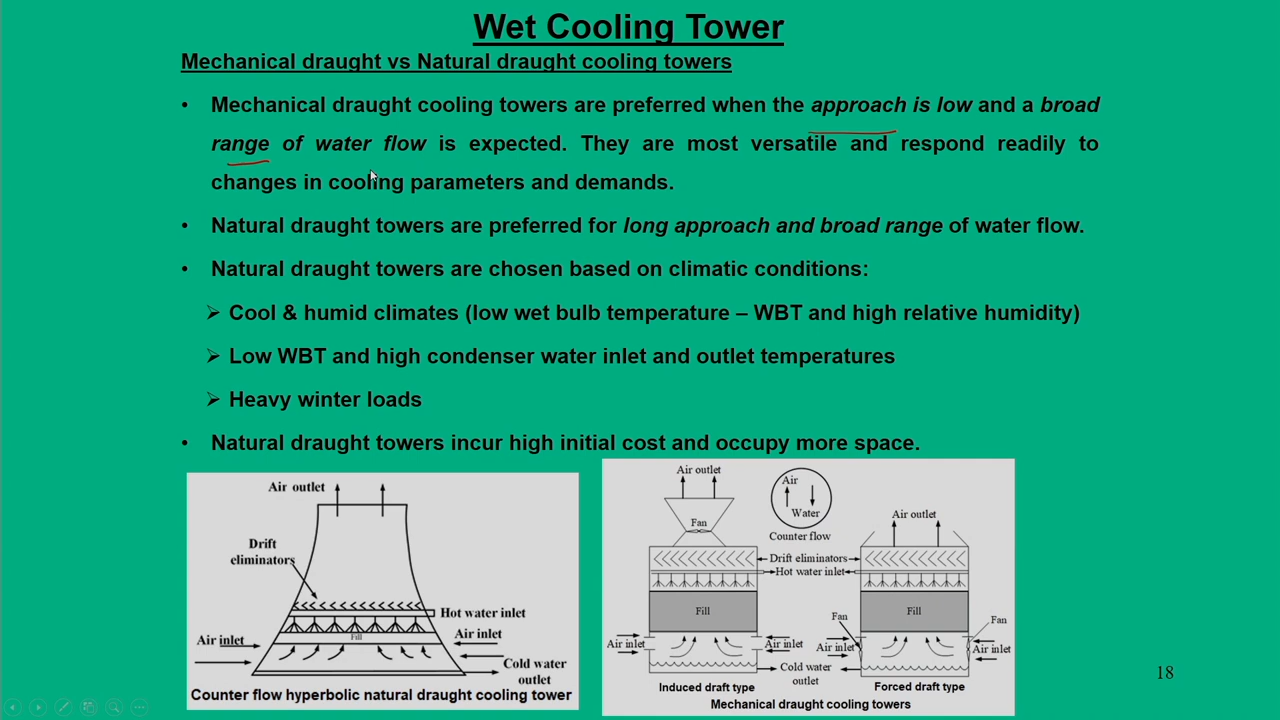 Wet Cooling Tower
Mechanical draught vs Natural draught cooling towers
• Mechanical draught cooling towers are preferred when the approach is low and a broad
range of water flow is expected. They are most versatile and respond readily to
changes in cooling parameters and demands.
• Natural draught towers are preferred for long approach and broad range of water flow.
• Natural draught towers are chosen based on climatic conditions:
➢ Cool & humid climates (low wet bulb temperature – WBT and high relative humidity)
➢ Low WBT and high condenser water inlet and outlet temperatures
➢ Heavy winter loads
• Natural draught towers incur high initial cost and occupy more space.
Air outlet
Drift
eliminators
Hot water inlet
Fill
Air inlet
Air inlet
Cold water
outlet
Counter flow hyperbolic natural draught cooling tower
Air outlet
Fan
Air
Water
Counter flow
Air outlet
Drift eliminators
Hot water inlet
Fill
Fill
Fan
Fan
Air inlet
Air inlet
Air inlet
Air inlet
Cold water
outlet
Induced draft type
Forced draft type
Mechanical draught cooling towers
18